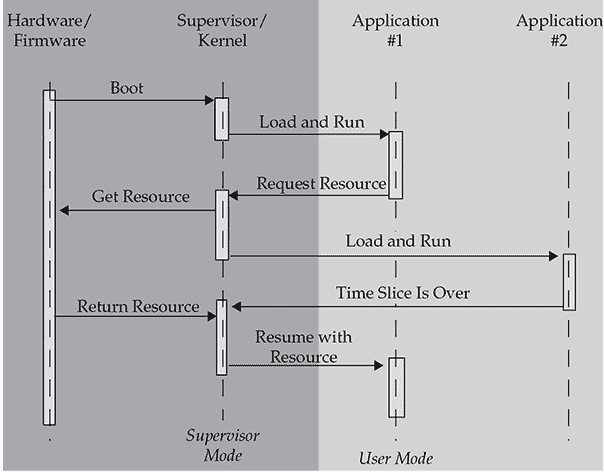 Hardware/
Firmware
Supervisor/
Kernel
Application
#1
Application
#2
Boot
Load and Run
Request Resource
Get Resource
Load and Run
Time Slice Is Over
Return Resource
Resume with
Resource
Supervisor
Mode
User Mode